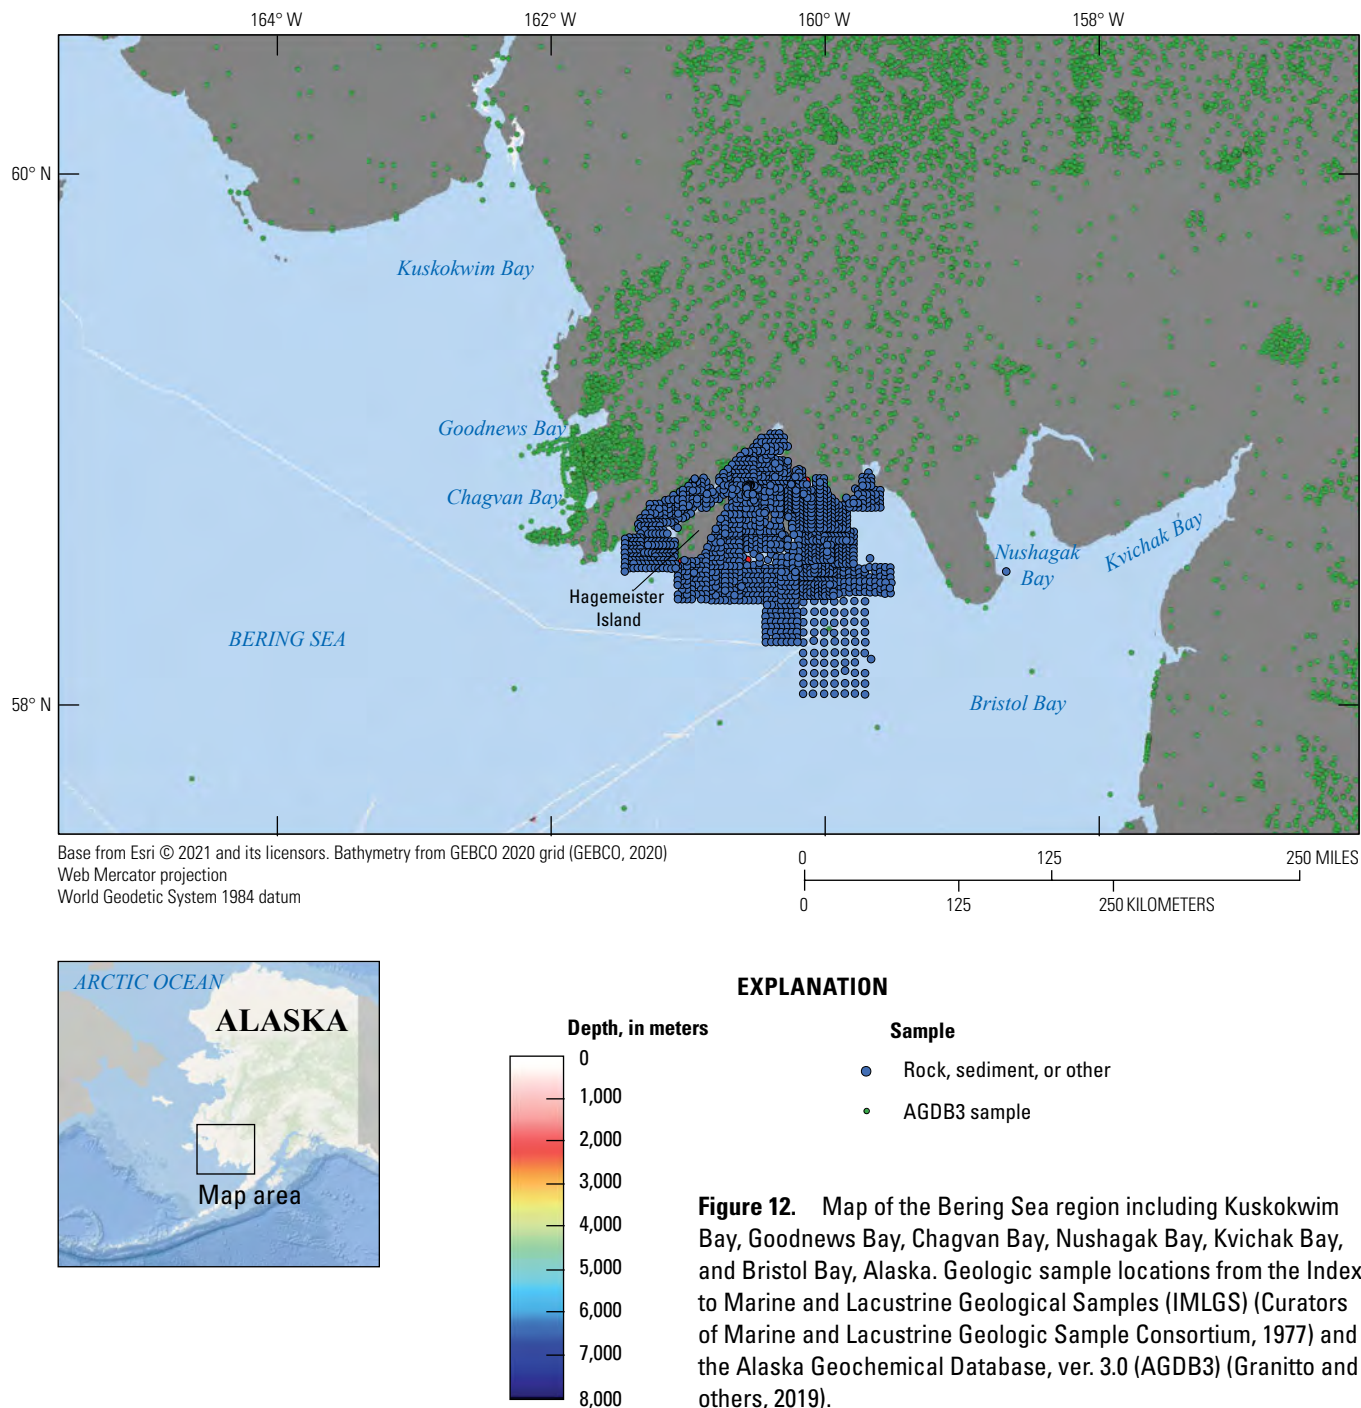 164° W
162° W
160° W
158° W
60° N
58° N
Kuskokwim Bay
Goodnews Bay
Chagvan Bay
Hagemeister
Island
Nushagak
Bay
Kvichak Bay
BERING SEA
Bristol Bay
Base from Esri © 2021 and its licensors. Bathymetry from GEBCO 2020 grid (GEBCO, 2020)
Web Mercator projection
World Geodetic System 1984 datum
0 125 250 MILES
0 125 250 KILOMETERS
ARCTIC OCEAN
ALASKA
Map area
EXPLANATION
Depth, in meters
0
1,000
2,000
3,000
4,000
5,000
6,000
7,000
8,000
Sample
Rock, sediment, or other
AGDB3 sample
Figure 12. Map of the Bering Sea region including Kuskokwim
Bay, Goodnews Bay, Chagvan Bay, Nushagak Bay, Kvichak Bay,
and Bristol Bay, Alaska. Geologic sample locations from the Index
to Marine and Lacustrine Geological Samples (IMLGS) (Curators
of Marine and Lacustrine Geologic Sample Consortium, 1977) and
the Alaska Geochemical Database, ver. 3.0 (AGDB3) (Granitto and
others, 2019).